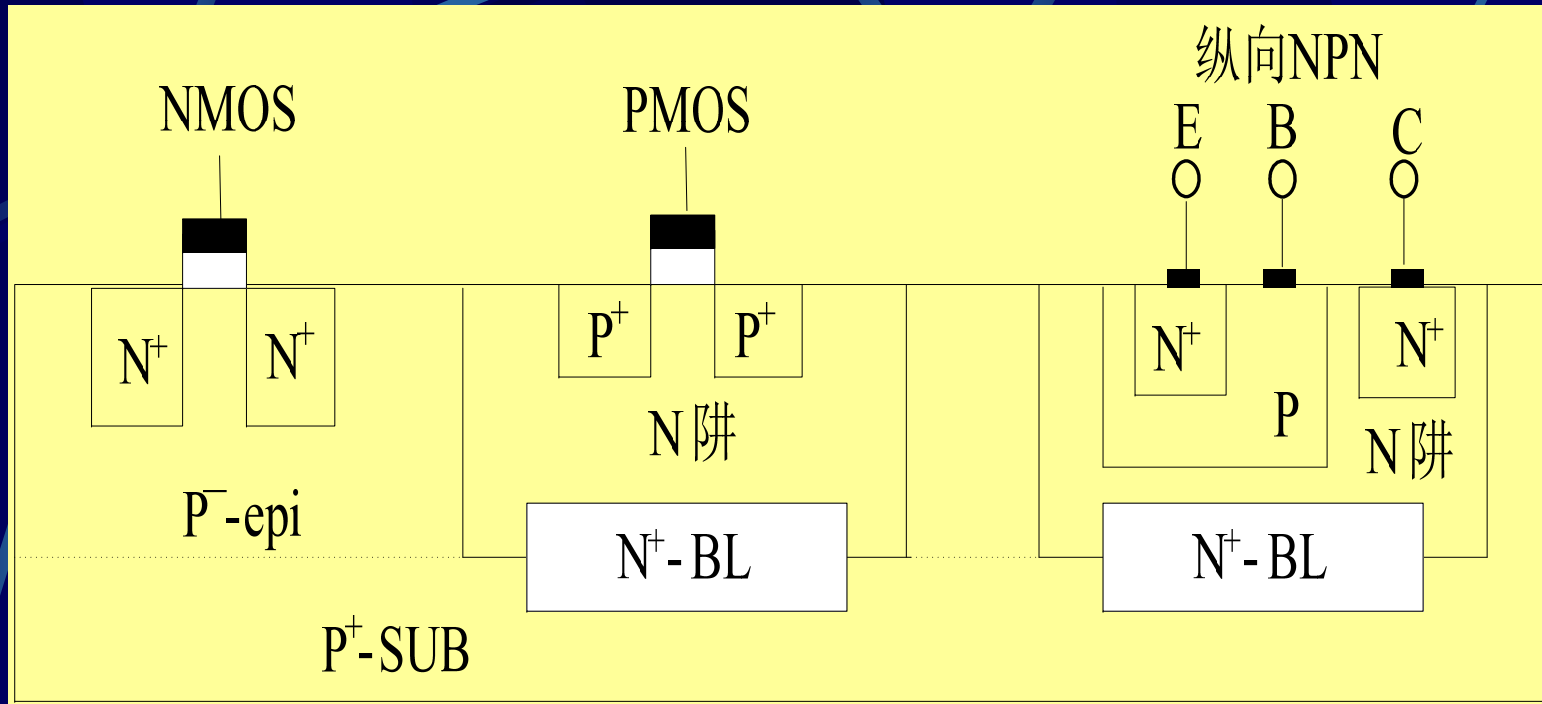 纵向NPN
NMOS
PMOS
E B C
N⁺ N⁺
P⁺ P⁺
N⁺ N⁺
P
N阱
N阱
P⁻-epi
N⁺-BL
N⁺-BL
P⁺-SUB